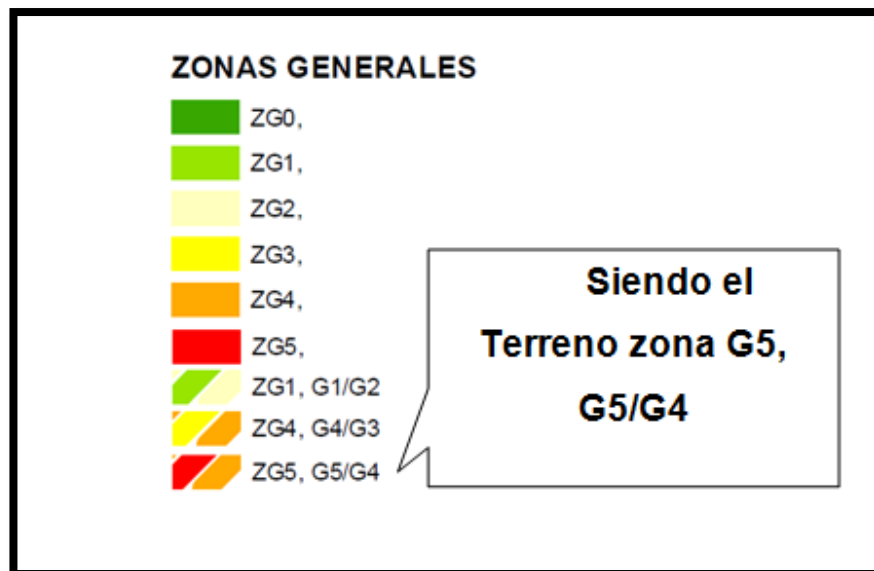 ZONAS GENERALES
ZG0,
ZG1,
ZG2,
ZG3,
ZG4,
ZG5,
ZG1, G1/G2
ZG4, G4/G3
ZG5, G5/G4
Siendo el
Terreno zona G5,
G5/G4